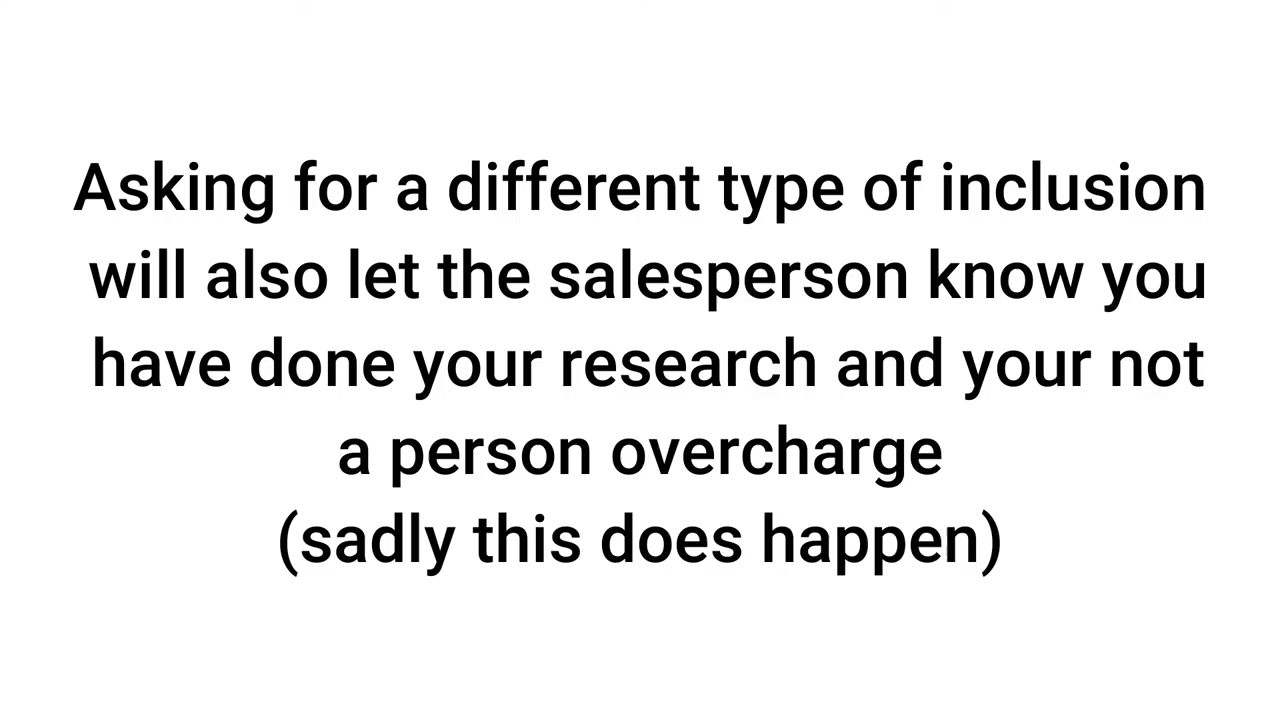 Asking for a different type of inclusion
will also let the salesperson know you
have done your research and your not
a person overcharge
(sadly this does happen)